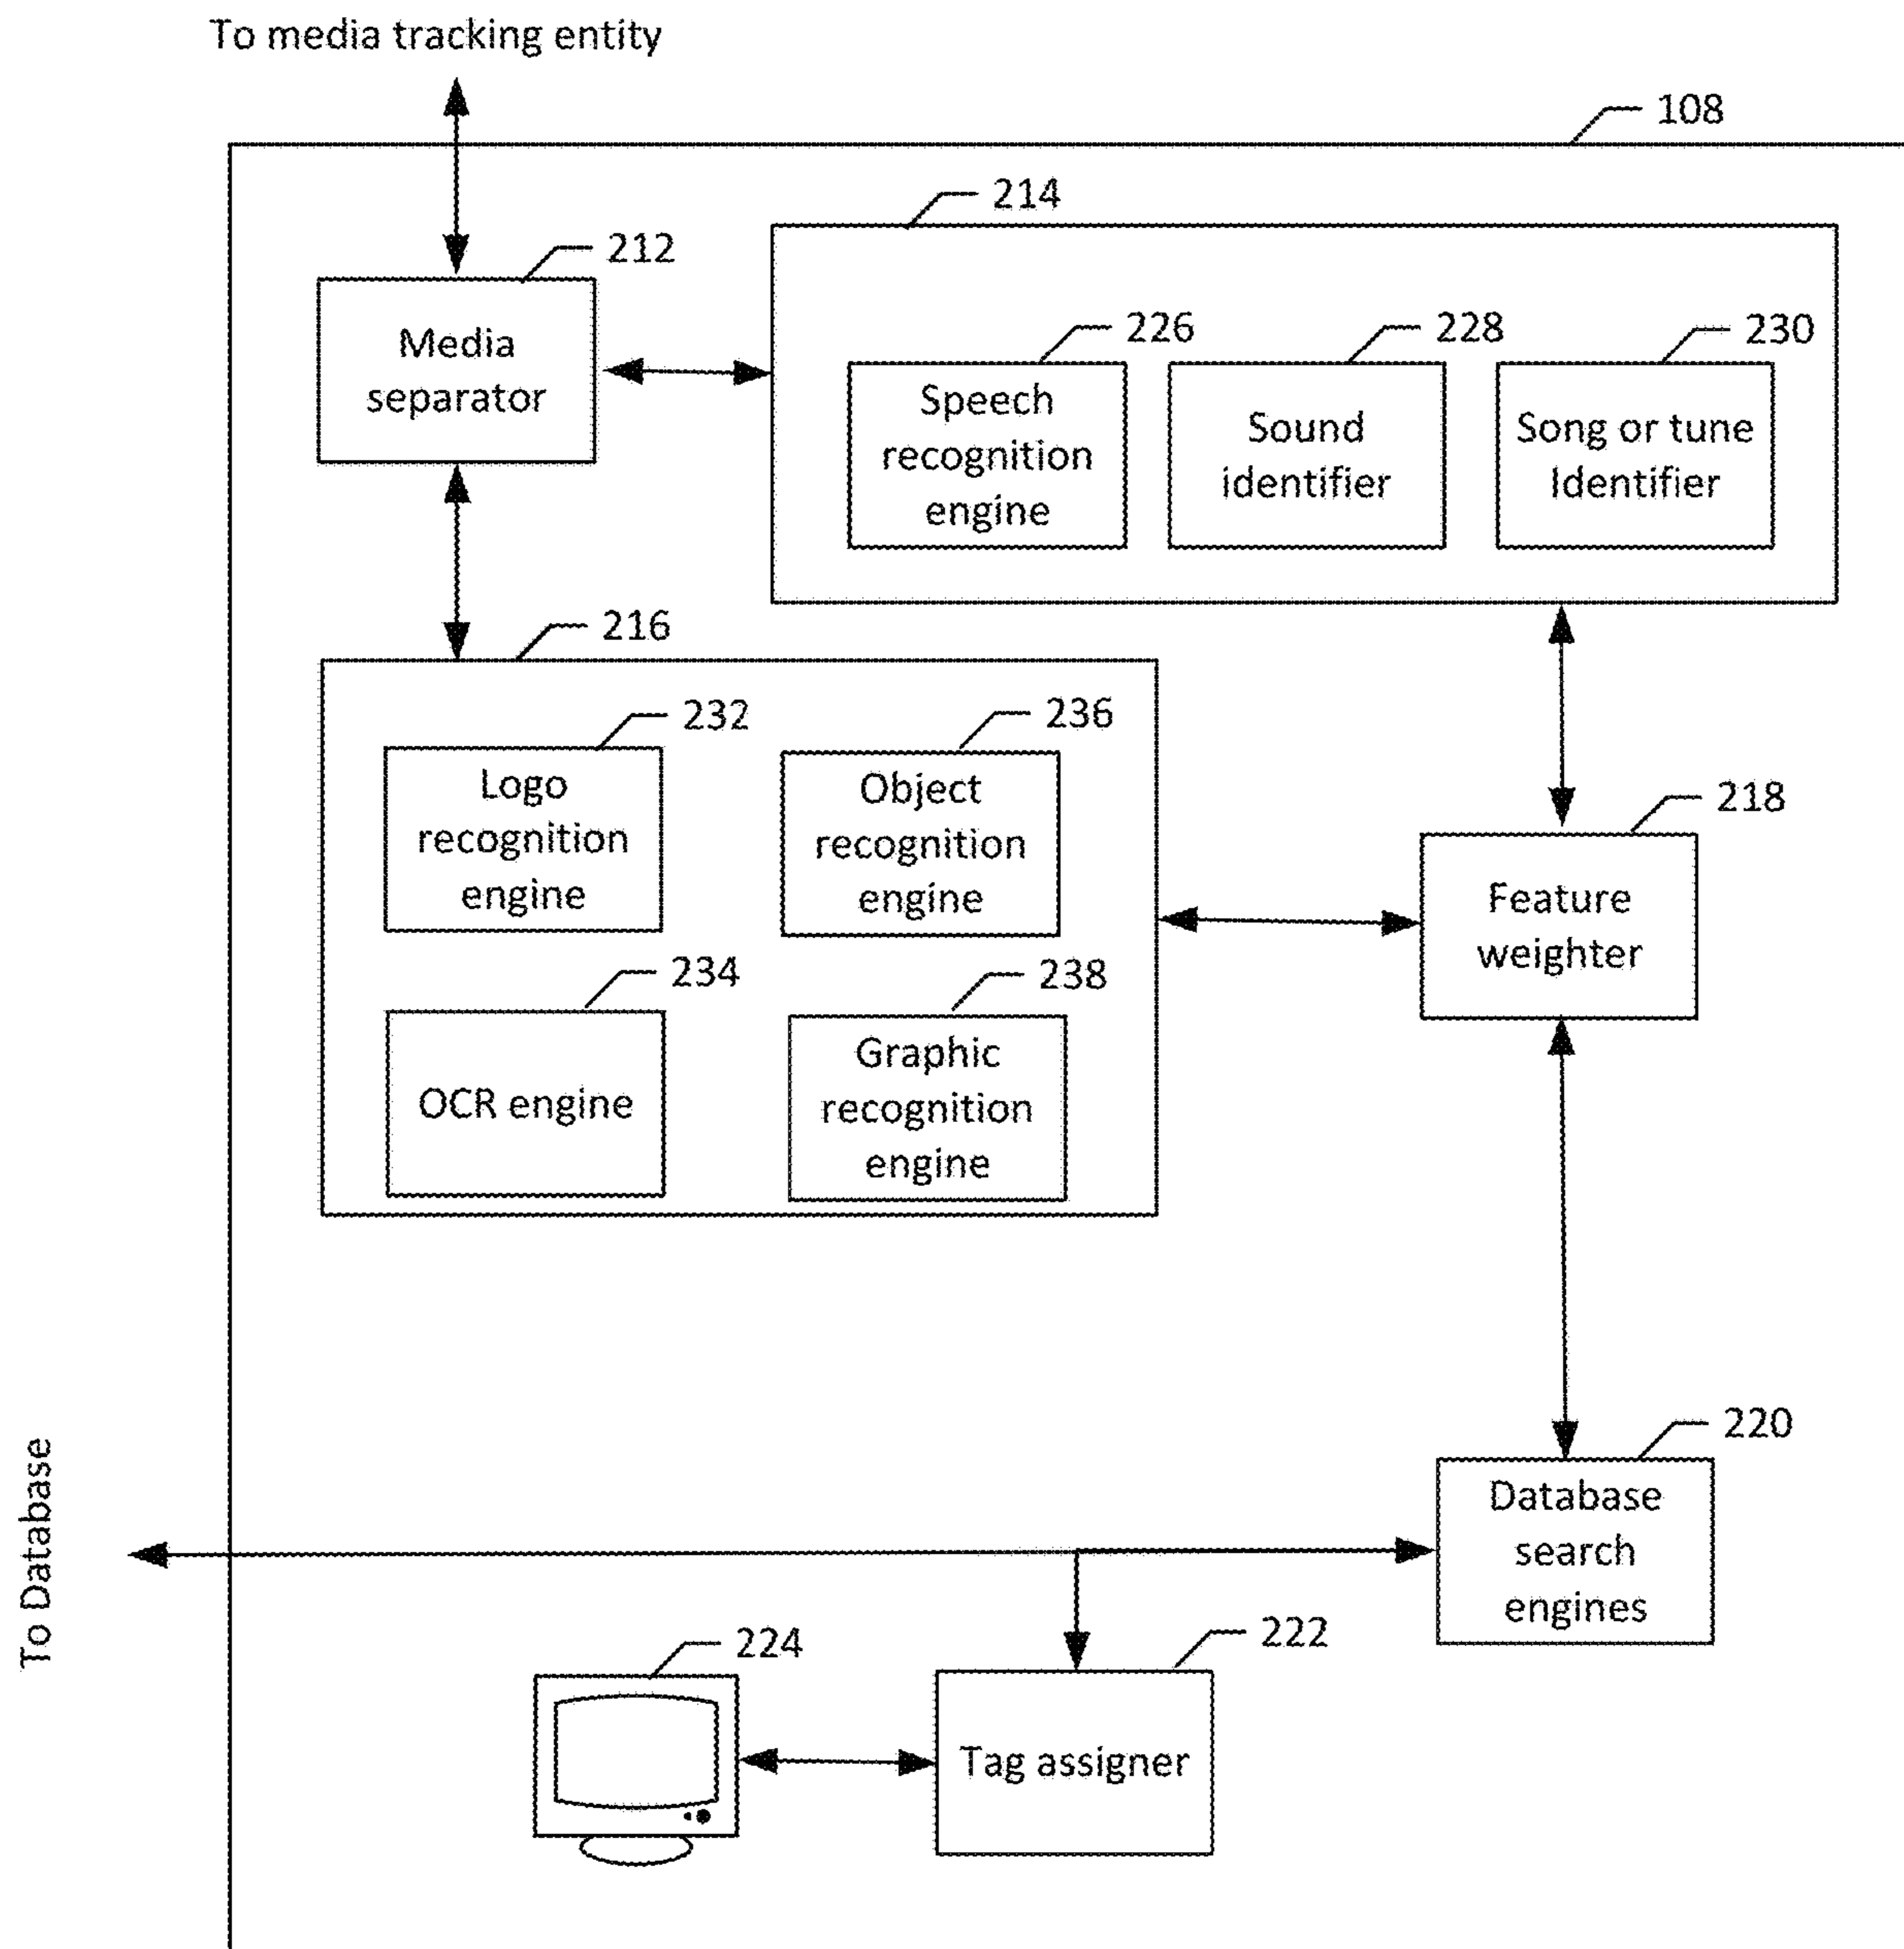 To media tracking entity
108
214
212
Media
separator
226
228
230
Speech
recognition
engine
Sound
identifier
Song or tune
Identifier
216
232
236
Logo
recognition
engine
Object
recognition
engine
218
Feature
weighter
234
238
OCR engine
Graphic
recognition
engine
220
Database
search
engines
To Database
224
222
Tag assigner